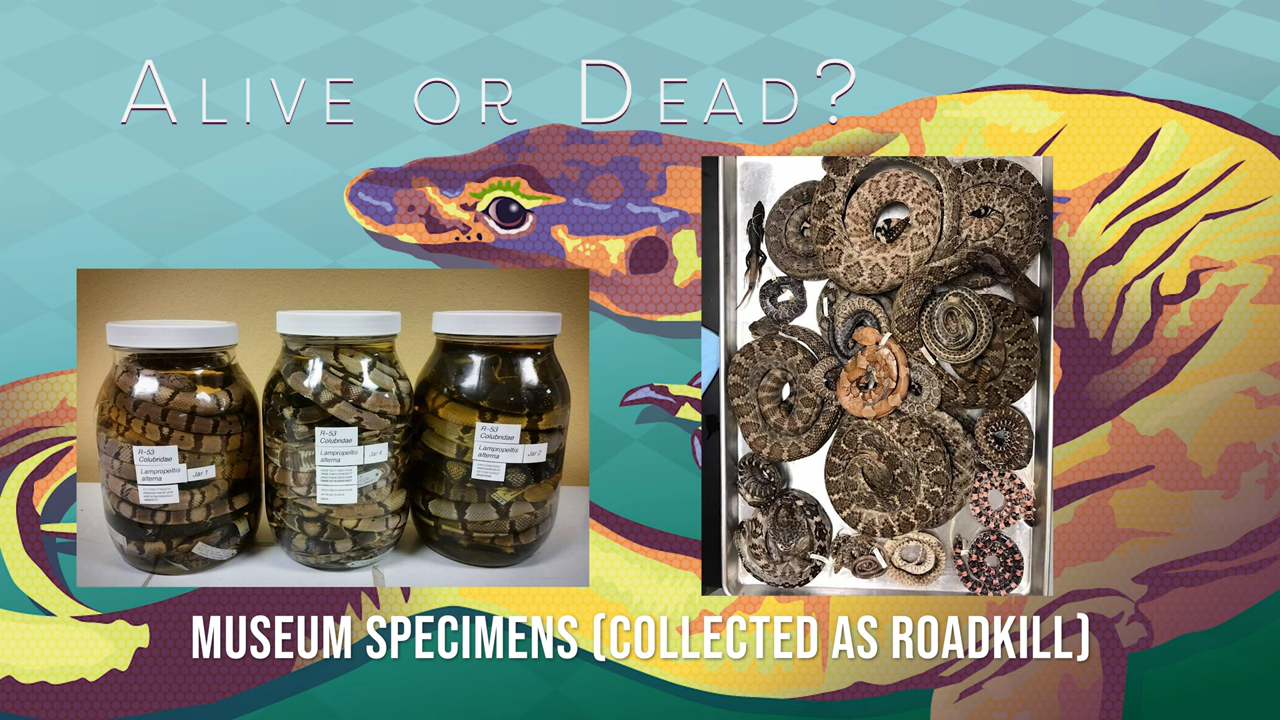 Alive or Dead?
R-53
Colubridae
Lampropeltis
alterna
Jar 1
R-53
Colubridae
Lampropeltis
alterna
Jar 4
R-53
Colubridae
Lampropeltis
alterna
Jar 2
MUSEUM SPECIMENS (COLLECTED AS ROADKILL)